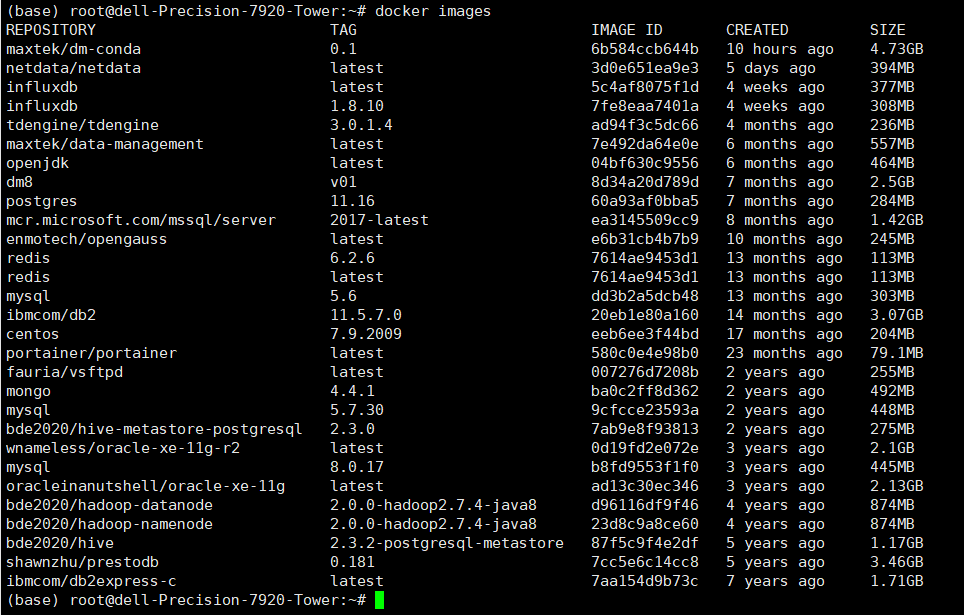 (base) root@dell-Precision-7920-Tower:~# docker images
REPOSITORY TAG IMAGE ID CREATED SIZE
maxtek/dm-conda 0.1 6b584ccb644b 10 hours ago 4.73GB
netdata/netdata latest 3d0e651ea9e3 5 days ago 394MB
influxdb latest 5c4af8075f1d 4 weeks ago 377MB
influxdb 1.8.10 7fe8eaa7401a 4 weeks ago 308MB
tdengine/tdengine 3.0.1.4 ad94f3c5dc66 4 months ago 236MB
maxtek/data-management latest 7e492da64e0e 6 months ago 557MB
openjdk latest 04bf630c9556 6 months ago 464MB
dm8 v01 8d34a20d789d 7 months ago 2.5GB
postgres 11.16 60a93af0bba5 7 months ago 284MB
mcr.microsoft.com/mssql/server 2017-latest ea3145509cc9 8 months ago 1.42GB
enmotech/opengauss latest e6b31cb4b7b9 10 months ago 245MB
redis 6.2.6 7614ae9453d1 13 months ago 113MB
redis latest 7614ae9453d1 13 months ago 113MB
mysql 5.6 dd3b2a5dcb48 13 months ago 303MB
ibmcom/db2 11.5.7.0 20eb1e80a160 14 months ago 3.07GB
centos 7.9.2009 eeb6ee3f44bd 17 months ago 204MB
portainer/portainer latest 580c0e4e98b0 23 months ago 79.1MB
fauria/vsftpd latest 007276d7208b 2 years ago 255MB
mongo 4.4.1 ba0c2ff8d362 2 years ago 492MB
mysql 5.7.30 9cfcce23593a 2 years ago 448MB
bde2020/hive-metastore-postgresql 2.3.0 7ab9e8f93813 2 years ago 275MB
wnameless/oracle-xe-11g-r2 latest 0d19fd2e072e 3 years ago 2.1GB
mysql 8.0.17 b8fd9553f1f0 3 years ago 445MB
oracleinanutshell/oracle-xe-11g latest ad13c30ec346 3 years ago 2.13GB
bde2020/hadoop-datanode 2.0.0-hadoop2.7.4-java8 d96116df9f46 4 years ago 874MB
bde2020/hadoop-namenode 2.0.0-hadoop2.7.4-java8 23d8c9a8ce60 4 years ago 874MB
bde2020/hive 2.3.2-postgresql-metastore 87f5c9f4e2df 5 years ago 1.17GB
shawnzhu/prestodb 0.181 7cc5e6c14cc8 5 years ago 3.46GB
ibmcom/db2express-c latest 7aa154d9b73c 7 years ago 1.71GB
(base) root@dell-Precision-7920-Tower:~#